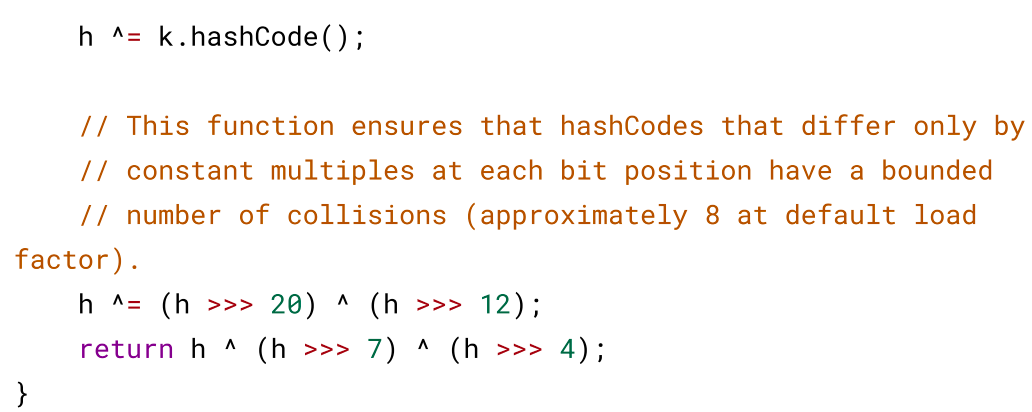 h ^= k.hashCode();
// This function ensures that hashCodes that differ only by
// constant multiples at each bit position have a bounded
// number of collisions (approximately 8 at default load
factor).
h ^= (h >>> 20) ^ (h >>> 12);
return h ^ (h >>> 7) ^ (h >>> 4);
}